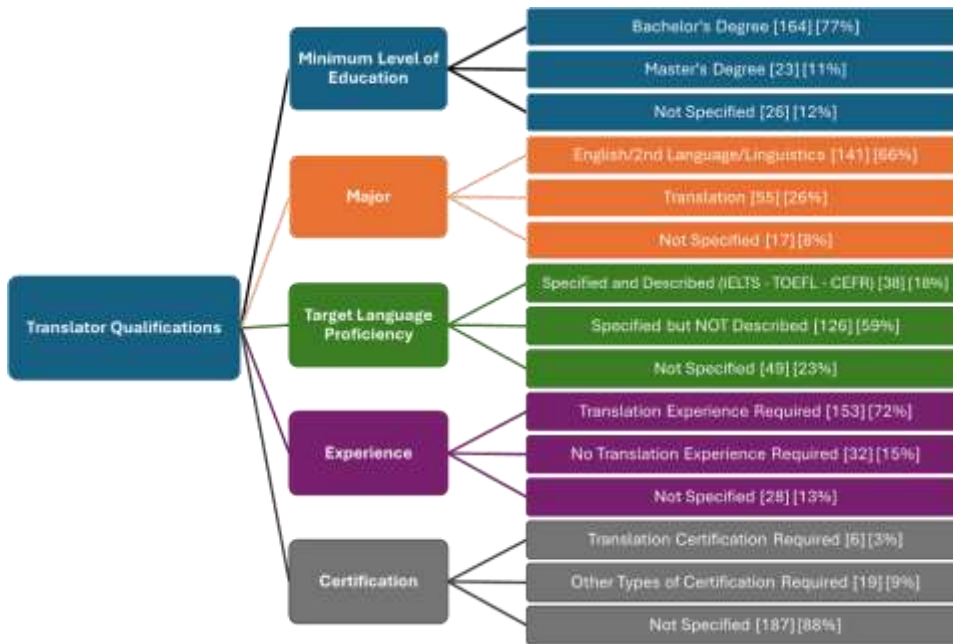 Translator Qualifications
Minimum Level of
Education
Bachelor's Degree [164] [77%]
Master's Degree [23] [11%]
Not Specified [26] [12%]
Major
English/2nd Language/Linguistics [141] [66%]
Translation [55] [26%]
Not Specified [17] [8%]
Target Language
Proficiency
Specified and Described (IELTS - TOEFL - CEFR) [38] [18%]
Specified but NOT Described [126] [59%]
Not Specified [49] [23%]
Experience
Translation Experience Required [153] [72%]
No Translation Experience Required [32] [15%]
Not Specified [28] [13%]
Certification
Translation Certification Required [6] [3%]
Other Types of Certification Required [19] [9%]
Not Specified [187] [88%]